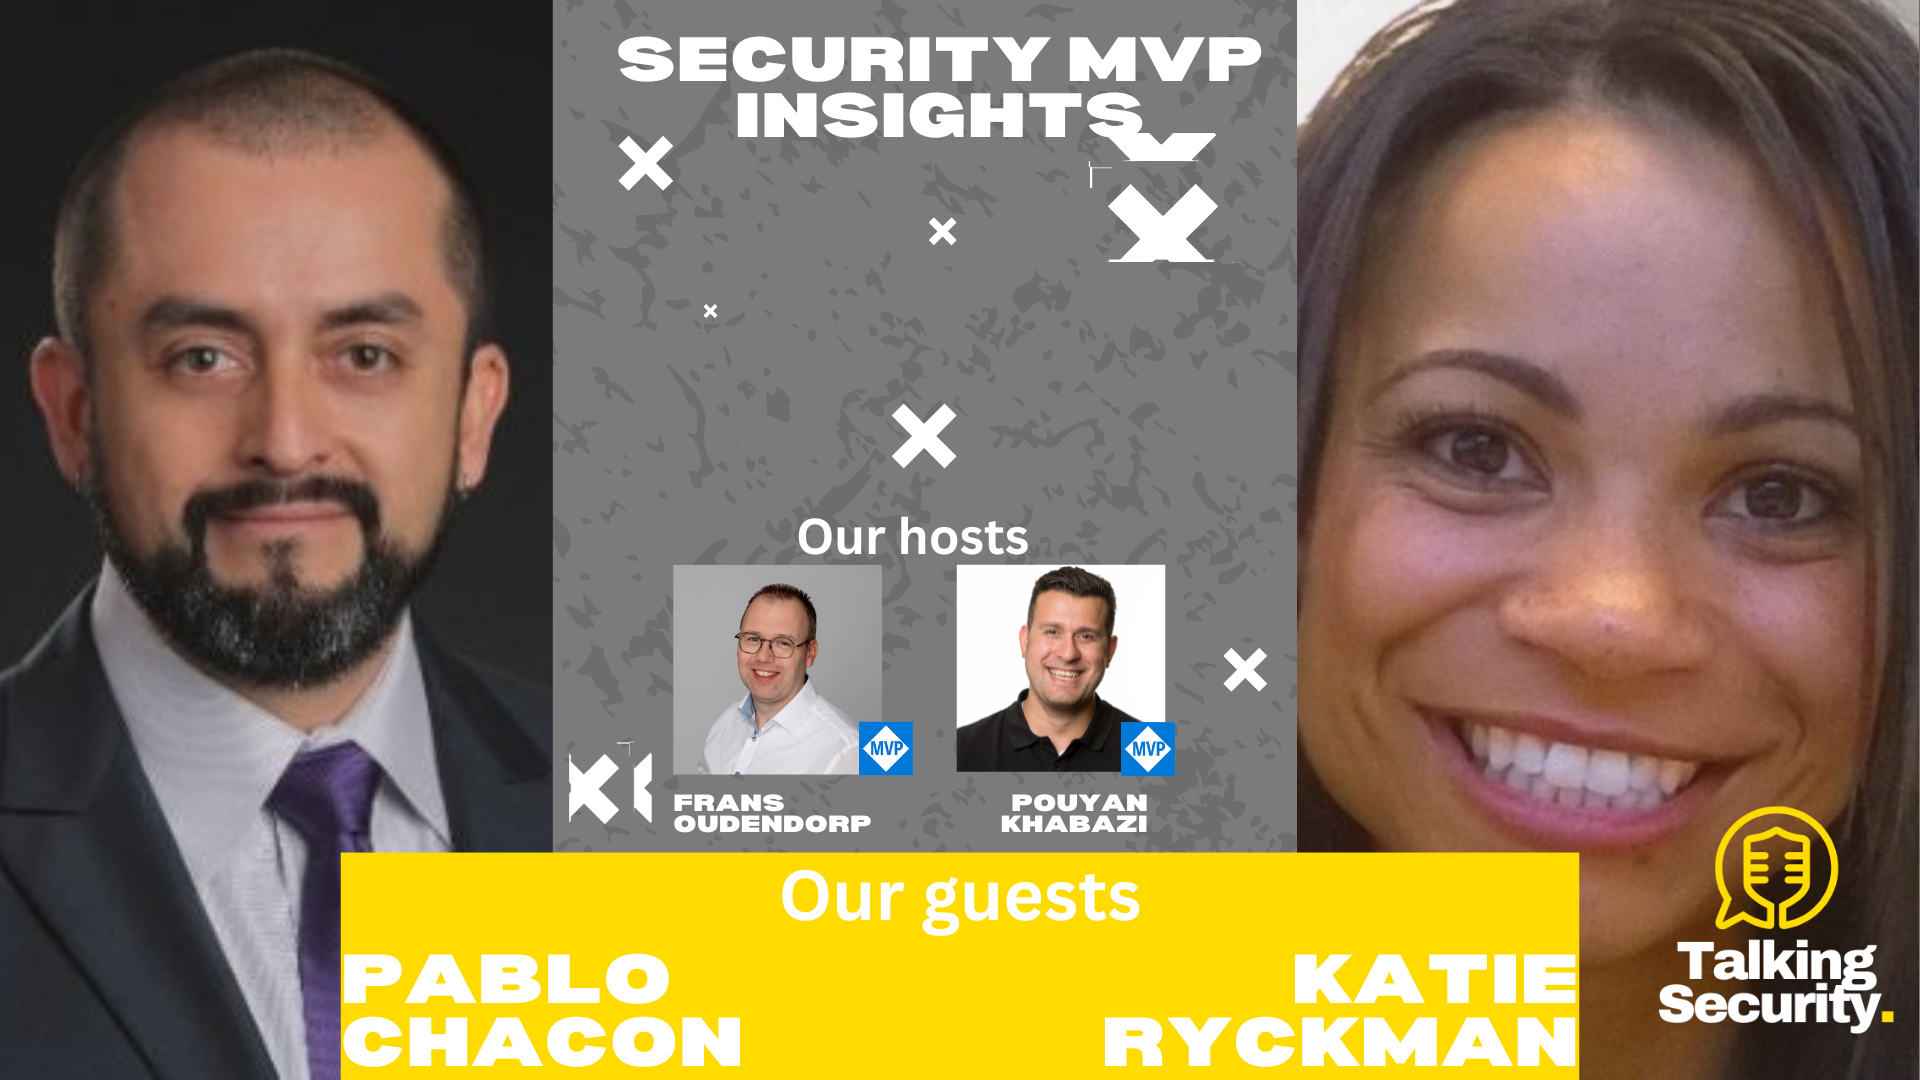 SECURITY MVP
INSIGHTS
Our hosts
MVP
MVP
FRANS
OUDENDORP
POUYAN
KHABAZI
Our guests
PABLO
CHACON
KATIE
RYCKMAN
Talking
Security.